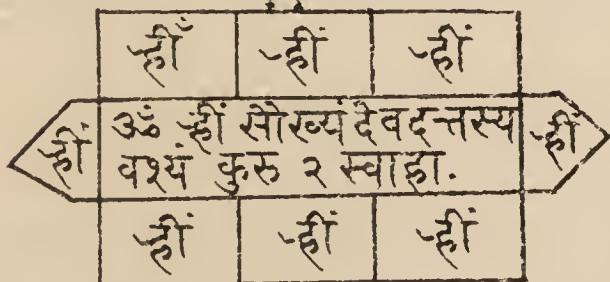 ह्रीँ ह्रीं ह्रीं
ह्रीं
ॐ ह्रीं सौख्यं देवदत्तस्य
वश्यं कुरु २ स्वाहा.
ह्रीं
ह्रीं ह्रीं ह्रीं